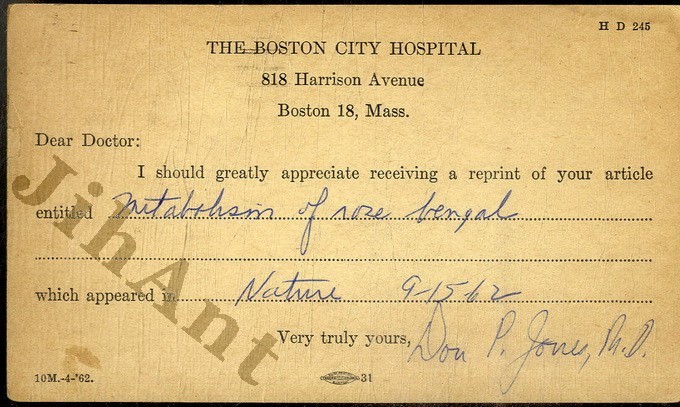 H D 245
THE BOSTON CITY HOSPITAL
818 Harrison Avenue
Boston 18, Mass.
Dear Doctor:
I should greatly appreciate receiving a reprint of your article
entitled Metabolism of rose bengal
which appeared in Nature 9-15-62
Very truly yours, Don P. Jones, M.D.
10M.-4-'62.
31
JihAnt